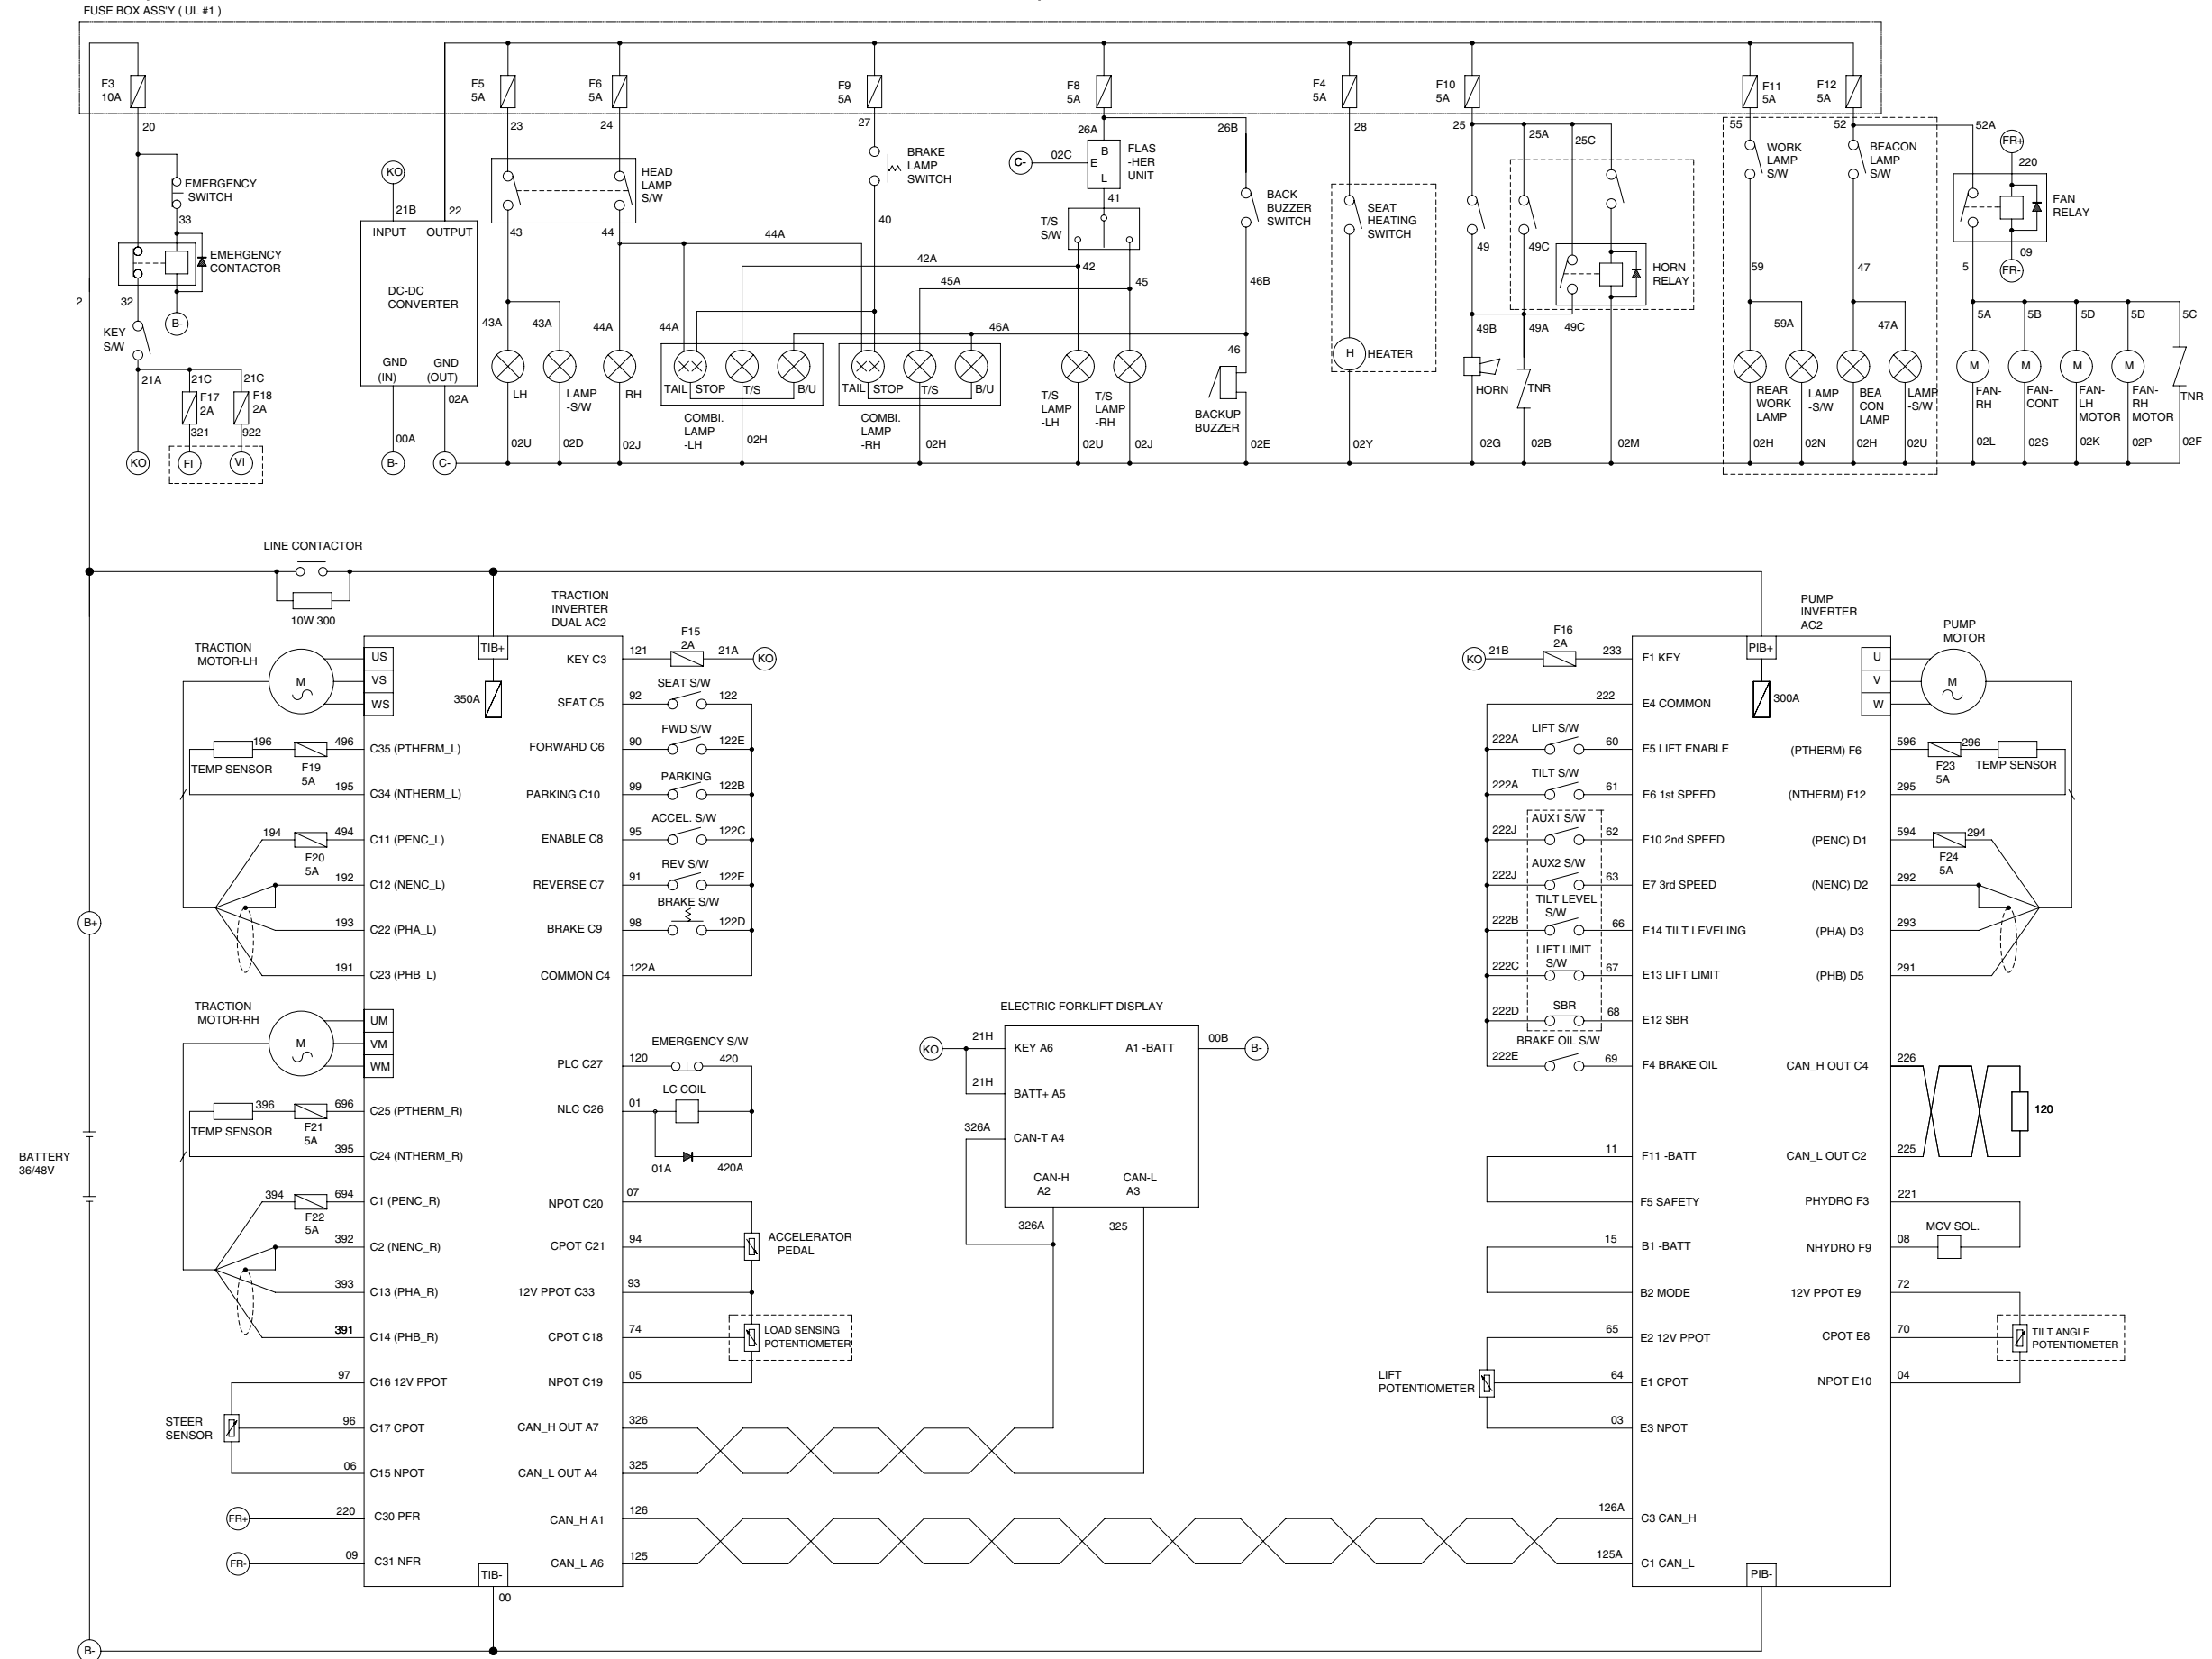 FUSE BOX ASS'Y ( UL #1 )
F3
10A
F5
5A
F6
5A
F9
5A
F8
5A
F4
5A
F10
5A
F11
5A
F12
5A
20
23
24
27
26A
26B
28
25
25A
25C
55
52
52A
EMERGENCY
SWITCH
33
EMERGENCY
CONTACTOR
32
B-
2
KEY
S/W
21A
21C
21C
F17
2A
F18
2A
321
922
KO
FI
VI
KO
21B
22
INPUT
OUTPUT
DC-DC
CONVERTER
GND
(IN)
GND
(OUT)
02A
00A
B-
C-
HEAD
LAMP
S/W
43
44
44A
43A
43A
44A
44A
LH
LAMP
-S/W
RH
02U
02D
02J
BRAKE
LAMP
SWITCH
40
42A
45A
46A
TAIL
STOP
T/S
B/U
COMBI.
LAMP
-LH
02H
TAIL
STOP
T/S
B/U
COMBI.
LAMP
-RH
02H
C-
02C
B
E
L
FLAS
-HER
UNIT
41
T/S
S/W
42
45
T/S
LAMP
-LH
T/S
LAMP
-RH
02U
02J
BACK
BUZZER
SWITCH
46B
46
BACKUP
BUZZER
02E
SEAT
HEATING
SWITCH
H
HEATER
02Y
49
49C
49B
49A
49C
HORN
RELAY
HORN
TNR
02G
02B
02M
WORK
LAMP
S/W
BEACON
LAMP
S/W
59
47
59A
47A
REAR
WORK
LAMP
LAMP
-S/W
BEA
CON
LAMP
LAMP
-S/W
02H
02N
02H
02U
FR+
220
FAN
RELAY
09
FR-
5
5A
5B
5D
5D
5C
M
M
M
M
FAN-
RH
FAN-
CONT
FAN-
LH
MOTOR
FAN-
RH
MOTOR
TNR
02L
02S
02K
02P
02F
LINE CONTACTOR
10W 300
TRACTION
INVERTER
DUAL AC2
TRACTION
MOTOR-LH
M
US
VS
WS
TIB+
350A
196
496
C35 (PTHERM_L)
TEMP SENSOR
F19
5A
195
C34 (NTHERM_L)
194
494
C11 (PENC_L)
F20
5A
192
C12 (NENC_L)
193
C22 (PHA_L)
191
C23 (PHB_L)
TRACTION
MOTOR-RH
M
UM
VM
WM
396
696
C25 (PTHERM_R)
TEMP SENSOR
F21
5A
395
C24 (NTHERM_R)
394
694
C1 (PENC_R)
F22
5A
392
C2 (NENC_R)
393
C13 (PHA_R)
391
C14 (PHB_R)
97
C16 12V PPOT
STEER
SENSOR
96
C17 CPOT
06
C15 NPOT
FR+
220
C30 PFR
FR-
09
C31 NFR
TIB-
00
B+
BATTERY
36/48V
B-
KEY C3
121
F15
2A
21A
KO
SEAT C5
92
SEAT S/W
122
FORWARD C6
90
FWD S/W
122E
PARKING C10
99
PARKING
122B
ENABLE C8
95
ACCEL. S/W
122C
REVERSE C7
91
REV S/W
122E
BRAKE C9
98
BRAKE S/W
122D
COMMON C4
122A
PLC C27
120
EMERGENCY S/W
420
NLC C26
01
LC COIL
01A
420A
NPOT C20
07
CPOT C21
94
ACCELERATOR
PEDAL
12V PPOT C33
93
CPOT C18
74
LOAD SENSING
POTENTIOMETER
NPOT C19
05
CAN_H OUT A7
326
CAN_L OUT A4
325
CAN_H A1
126
CAN_L A6
125
ELECTRIC FORKLIFT DISPLAY
KO
21H
KEY A6
A1 -BATT
00B
B-
21H
BATT+ A5
326A
CAN-T A4
CAN-H
A2
CAN-L
A3
326A
325
PUMP
INVERTER
AC2
PIB+
300A
U
V
W
M
PUMP
MOTOR
KO
21B
F16
2A
233
F1 KEY
222
E4 COMMON
222A
LIFT S/W
60
E5 LIFT ENABLE
222A
TILT S/W
61
E6 1st SPEED
222J
AUX1 S/W
62
F10 2nd SPEED
222J
AUX2 S/W
63
E7 3rd SPEED
222B
TILT LEVEL
S/W
66
E14 TILT LEVELING
222C
LIFT LIMIT
S/W
67
E13 LIFT LIMIT
222D
SBR
68
E12 SBR
222E
BRAKE OIL S/W
69
F4 BRAKE OIL
11
F11 -BATT
F5 SAFETY
15
B1 -BATT
B2 MODE
65
E2 12V PPOT
LIFT
POTENTIOMETER
64
E1 CPOT
03
E3 NPOT
126A
C3 CAN_H
125A
C1 CAN_L
PIB-
(PTHERM) F6
596
296
F23
5A
TEMP SENSOR
(NTHERM) F12
295
(PENC) D1
594
294
F24
5A
(NENC) D2
292
(PHA) D3
293
(PHB) D5
291
CAN_H OUT C4
226
120
CAN_L OUT C2
225
PHYDRO F3
221
MCV SOL.
NHYDRO F9
08
12V PPOT E9
72
CPOT E8
70
TILT ANGLE
POTENTIOMETER
NPOT E10
04